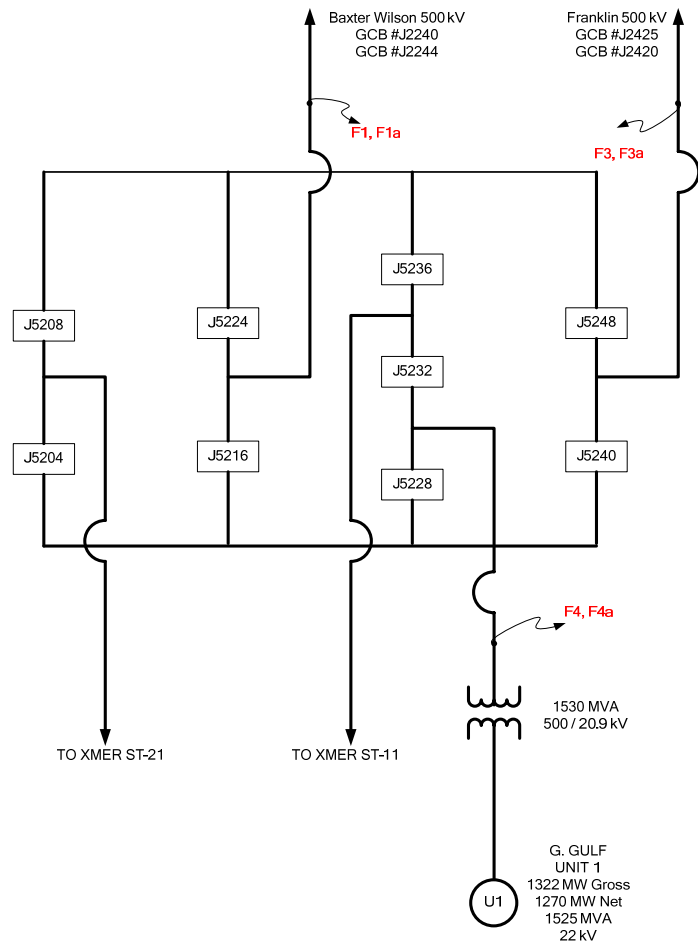 Baxter Wilson 500 kV
GCB #J2240
GCB #J2244
Franklin 500 kV
GCB #J2425
GCB #J2420
F1, F1a
F3, F3a
J5236
J5208
J5224
J5248
J5232
J5204
J5216
J5240
J5228
F4, F4a
1530 MVA
500 / 20.9 kV
TO XMER ST-21
TO XMER ST-11
G. GULF
UNIT 1
1322 MW Gross
1270 MW Net
1525 MVA
22 kV
U1